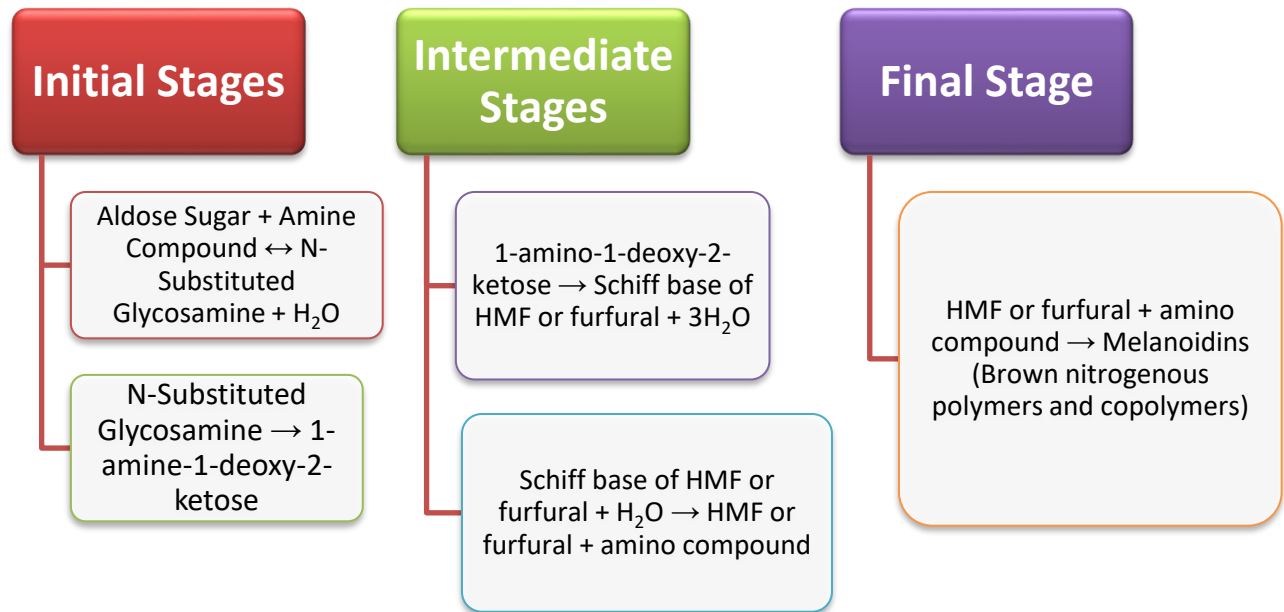 Initial Stages
Aldose Sugar + Amine
Compound ↔ N-
Substituted
Glycosamine + H₂O
N-Substituted
Glycosamine → 1-
amine-1-deoxy-2-
ketose
Intermediate
Stages
1-amino-1-deoxy-2-
ketose → Schiff base of
HMF or furfural + 3H₂O
Schiff base of HMF or
furfural + H₂O → HMF or
furfural + amino compound
Final Stage
HMF or furfural + amino
compound → Melanoidins
(Brown nitrogenous
polymers and copolymers)